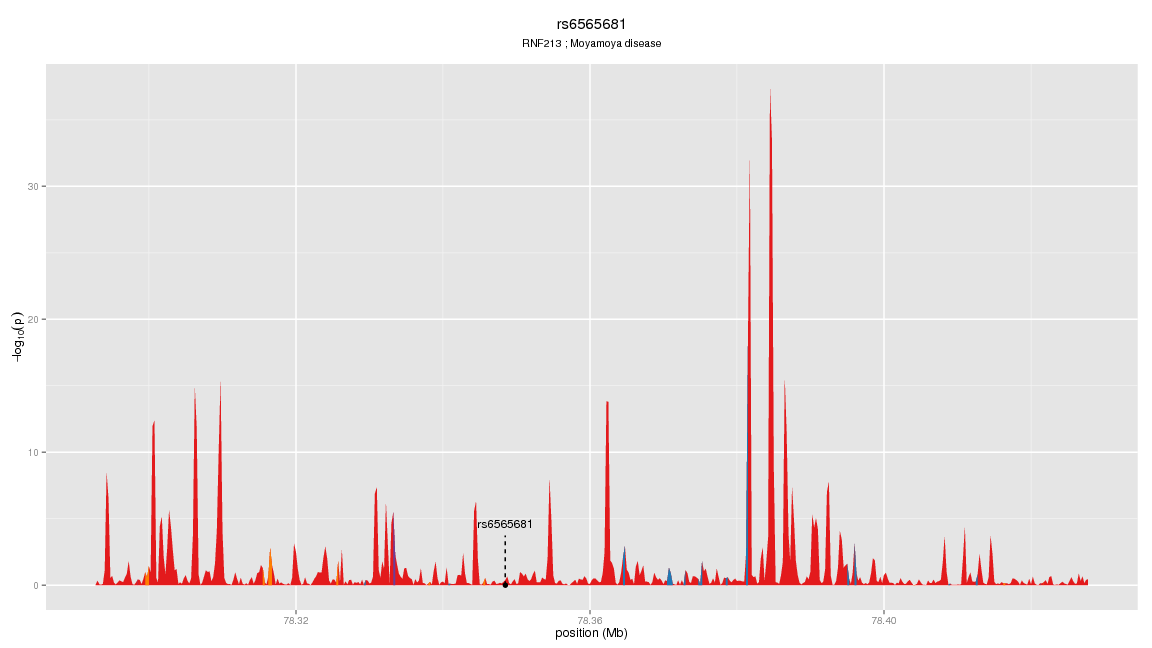 rs6565681
RNF213 ; Moyamoya disease
−log10(p)
30
20
10
0
rs6565681
78.32
78.36
78.40
position (Mb)